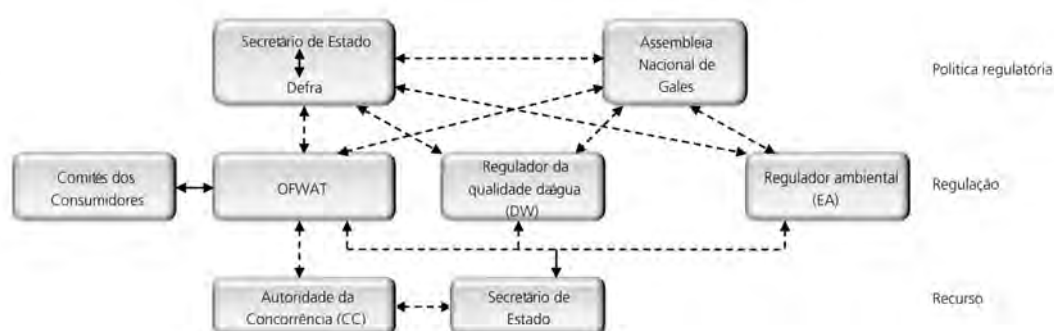 Secretário de Estado
Defra
Assembleia
Nacional de
Gales
Política regulatória
Comitês dos
Consumidores
OFWAT
Regulador da
qualidade daágua
(DW)
Regulador ambiental
(EA)
Regulação
Autoridade da
Concorrência (CC)
Secretário de
Estado
Recurso